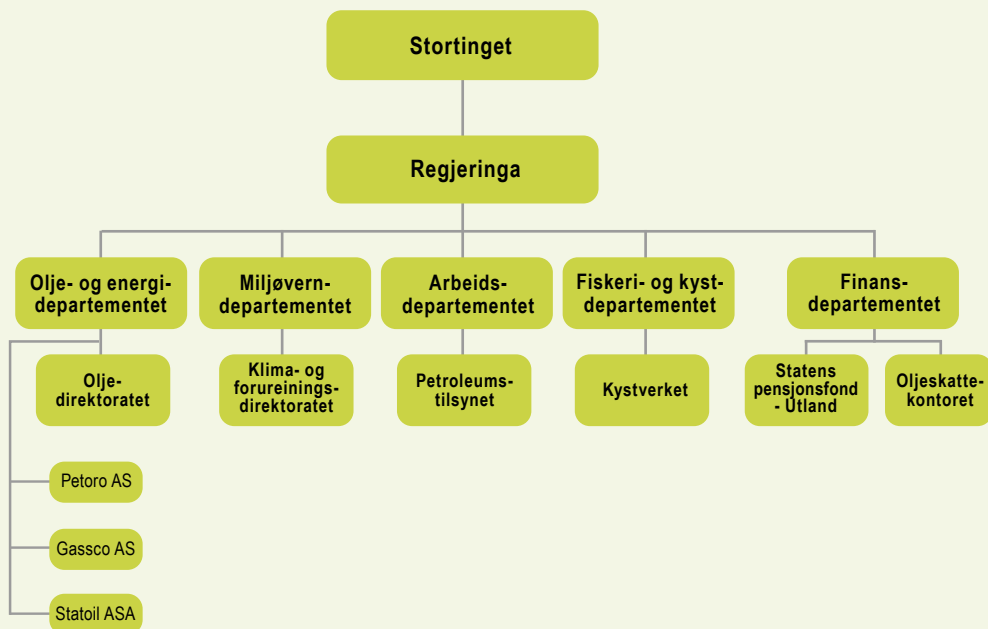 Stortinget
Regjeringa
Olje- og energi-
departementet
Miljøvern-
departementet
Arbeids-
departementet
Fiskeri- og kyst-
departementet
Finans-
departementet
Olje-
direktoratet
Klima- og
forureinings-
direktoratet
Petroleums-
tilsynet
Kystverket
Statens
pensjonsfond
- Utland
Oljeskatte-
kontoret
Petoro AS
Gassco AS
Statoil ASA